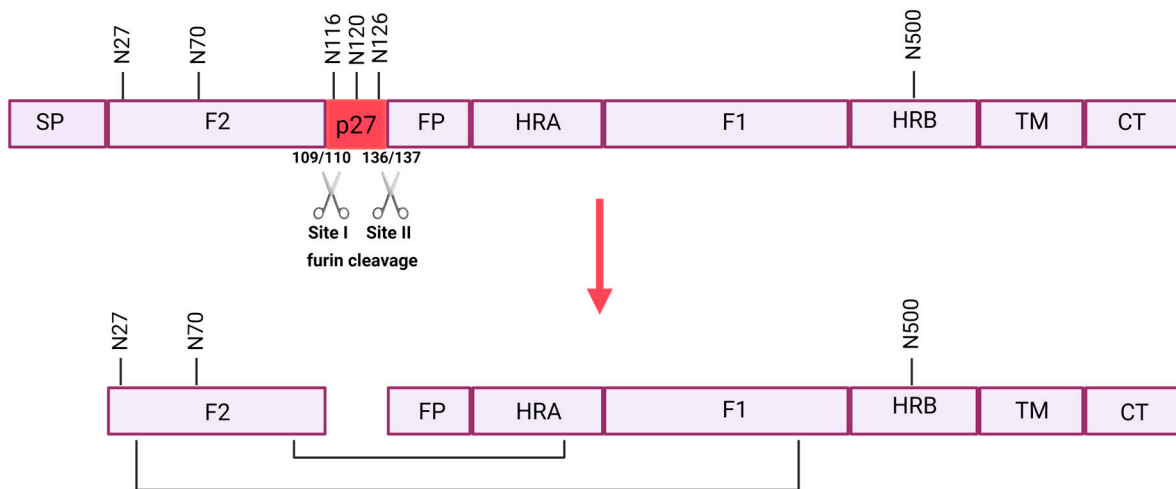 N27 N70 N116 N120 N126 N500
SP F2 p27 FP HRA F1 HRB TM CT
109/110 136/137
Site I Site II
furin cleavage
N27 N70 N500
F2 FP HRA F1 HRB TM CT